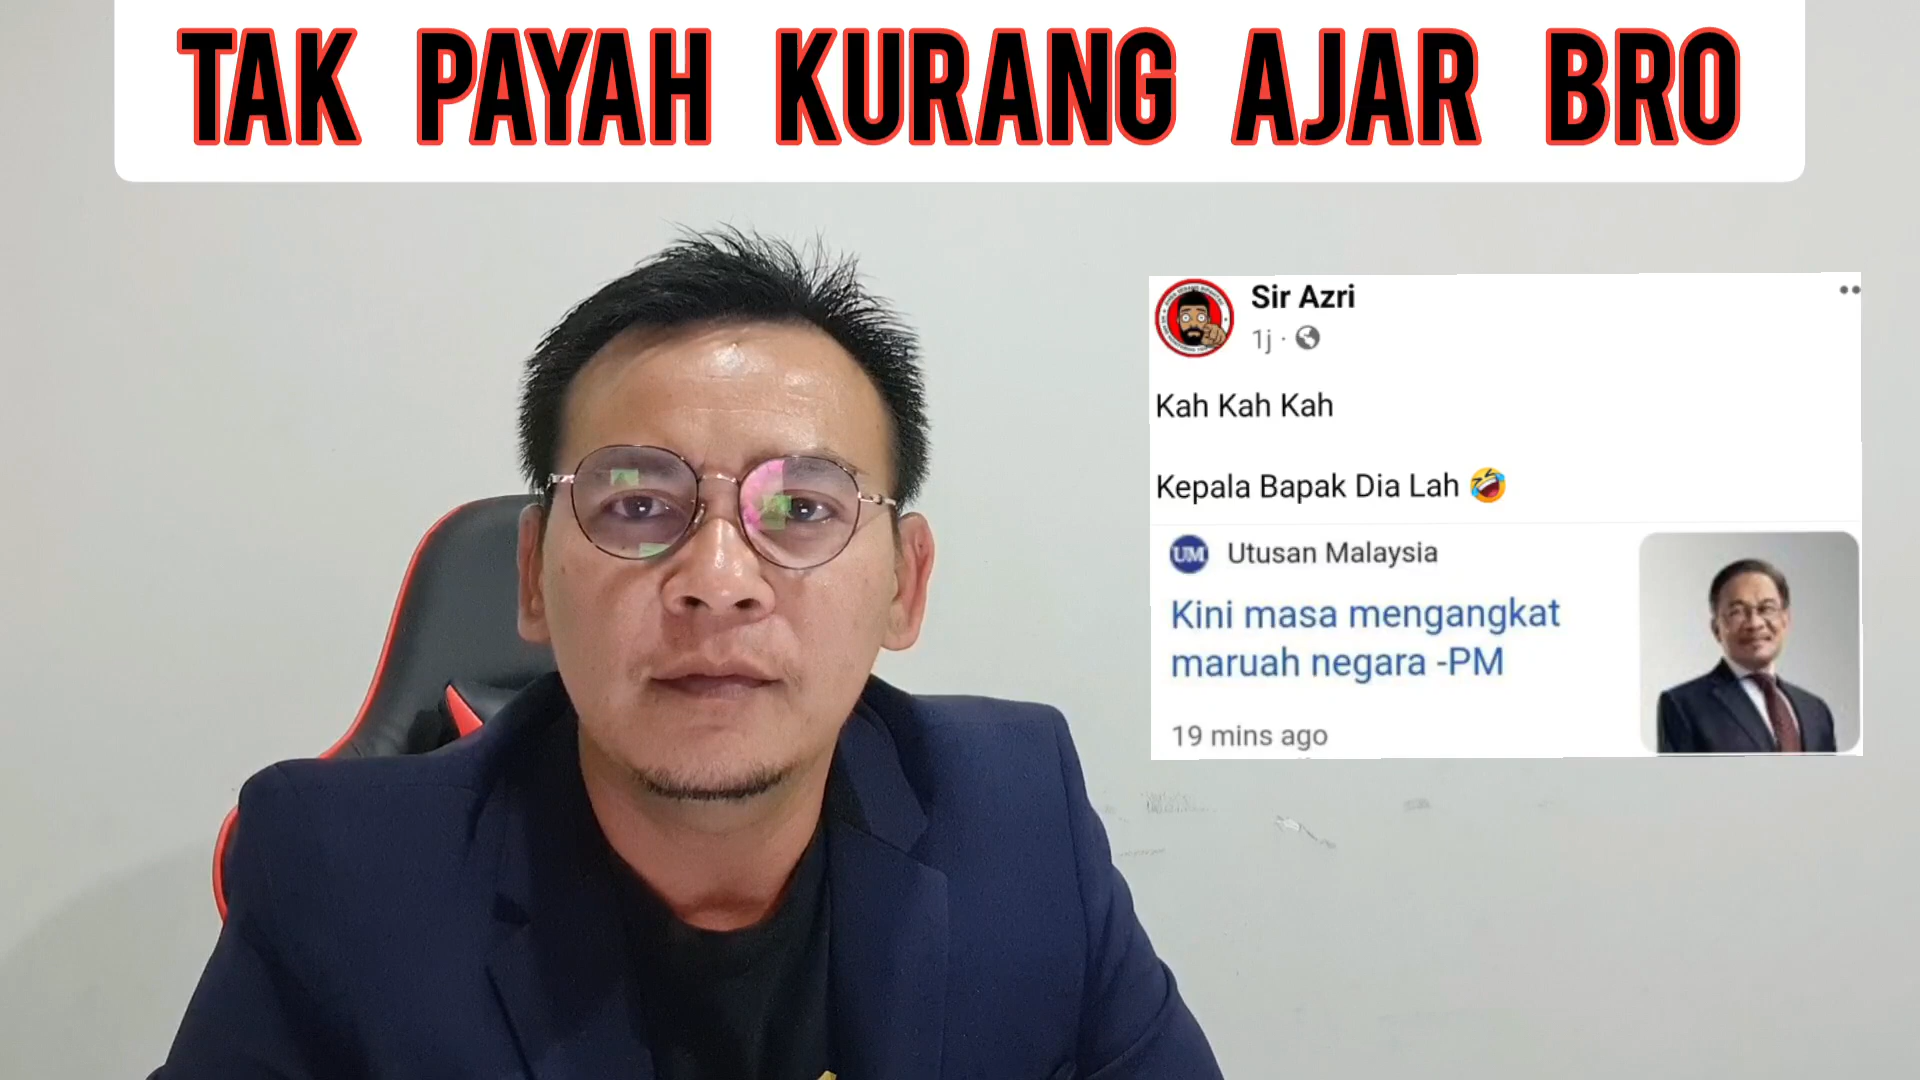 TAK PAYAH KURANG AJAR BRO
Sir Azri
1j ·
Kah Kah Kah
Kepala Bapak Dia Lah 🤣
UM Utusan Malaysia
Kini masa mengangkat
maruah negara -PM
19 mins ago